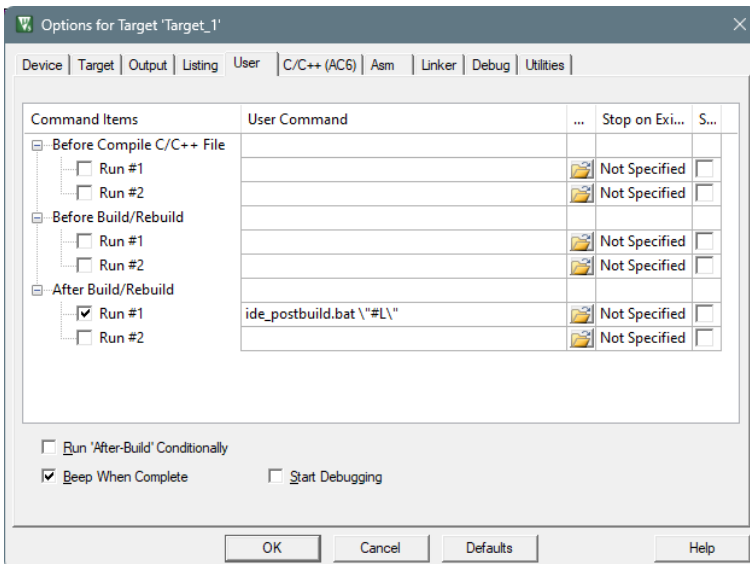 Options for Target 'Target_1'
Device Target Output Listing User C/C++ (AC6) Asm Linker Debug Utilities
Command Items User Command ... Stop on Exi... S...
Before Compile C/C++ File
Run #1 Not Specified
Run #2 Not Specified
Before Build/Rebuild
Run #1 Not Specified
Run #2 Not Specified
After Build/Rebuild
Run #1 ide_postbuild.bat \"#L\" Not Specified
Run #2 Not Specified
Run 'After-Build' Conditionally
Beep When Complete Start Debugging
OK Cancel Defaults Help